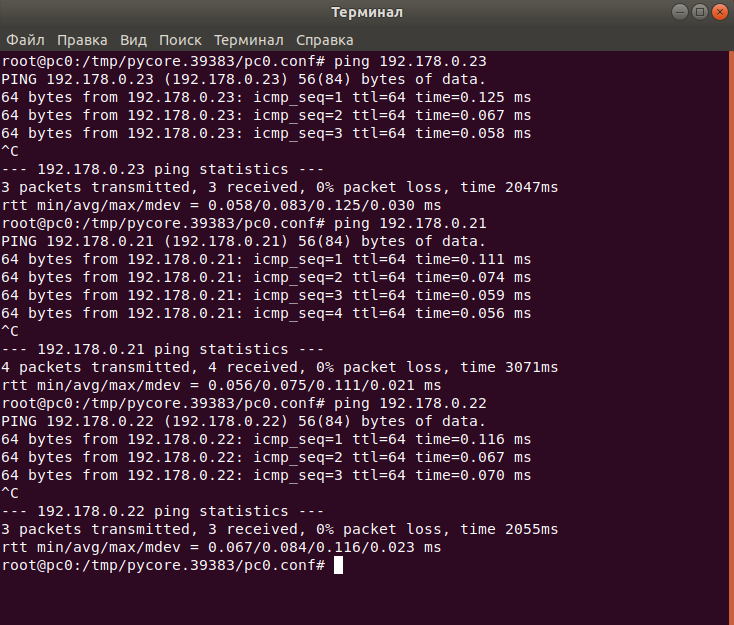 Терминал
Файл Правка Вид Поиск Терминал Справка
root@pc0:/tmp/pycore.39383/pc0.conf# ping 192.178.0.23
PING 192.178.0.23 (192.178.0.23) 56(84) bytes of data.
64 bytes from 192.178.0.23: icmp_seq=1 ttl=64 time=0.125 ms
64 bytes from 192.178.0.23: icmp_seq=2 ttl=64 time=0.067 ms
64 bytes from 192.178.0.23: icmp_seq=3 ttl=64 time=0.058 ms
^C
--- 192.178.0.23 ping statistics ---
3 packets transmitted, 3 received, 0% packet loss, time 2047ms
rtt min/avg/max/mdev = 0.058/0.083/0.125/0.030 ms
root@pc0:/tmp/pycore.39383/pc0.conf# ping 192.178.0.21
PING 192.178.0.21 (192.178.0.21) 56(84) bytes of data.
64 bytes from 192.178.0.21: icmp_seq=1 ttl=64 time=0.111 ms
64 bytes from 192.178.0.21: icmp_seq=2 ttl=64 time=0.074 ms
64 bytes from 192.178.0.21: icmp_seq=3 ttl=64 time=0.059 ms
64 bytes from 192.178.0.21: icmp_seq=4 ttl=64 time=0.056 ms
^C
--- 192.178.0.21 ping statistics ---
4 packets transmitted, 4 received, 0% packet loss, time 3071ms
rtt min/avg/max/mdev = 0.056/0.075/0.111/0.021 ms
root@pc0:/tmp/pycore.39383/pc0.conf# ping 192.178.0.22
PING 192.178.0.22 (192.178.0.22) 56(84) bytes of data.
64 bytes from 192.178.0.22: icmp_seq=1 ttl=64 time=0.116 ms
64 bytes from 192.178.0.22: icmp_seq=2 ttl=64 time=0.067 ms
64 bytes from 192.178.0.22: icmp_seq=3 ttl=64 time=0.070 ms
^C
--- 192.178.0.22 ping statistics ---
3 packets transmitted, 3 received, 0% packet loss, time 2055ms
rtt min/avg/max/mdev = 0.067/0.084/0.116/0.023 ms
root@pc0:/tmp/pycore.39383/pc0.conf#